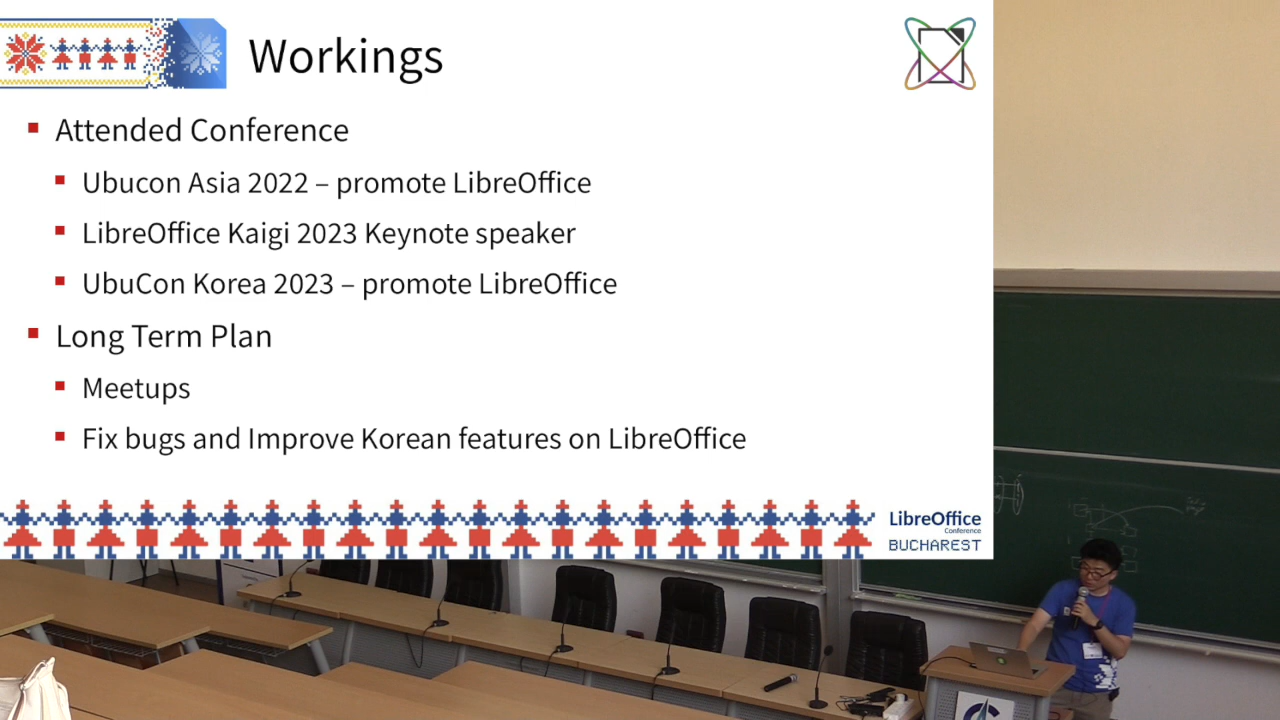 Workings
Attended Conference
Ubucon Asia 2022 – promote LibreOffice
LibreOffice Kaigi 2023 Keynote speaker
UbuCon Korea 2023 – promote LibreOffice
Long Term Plan
Meetups
Fix bugs and Improve Korean features on LibreOffice
LibreOffice
Conference
BUCHAREST